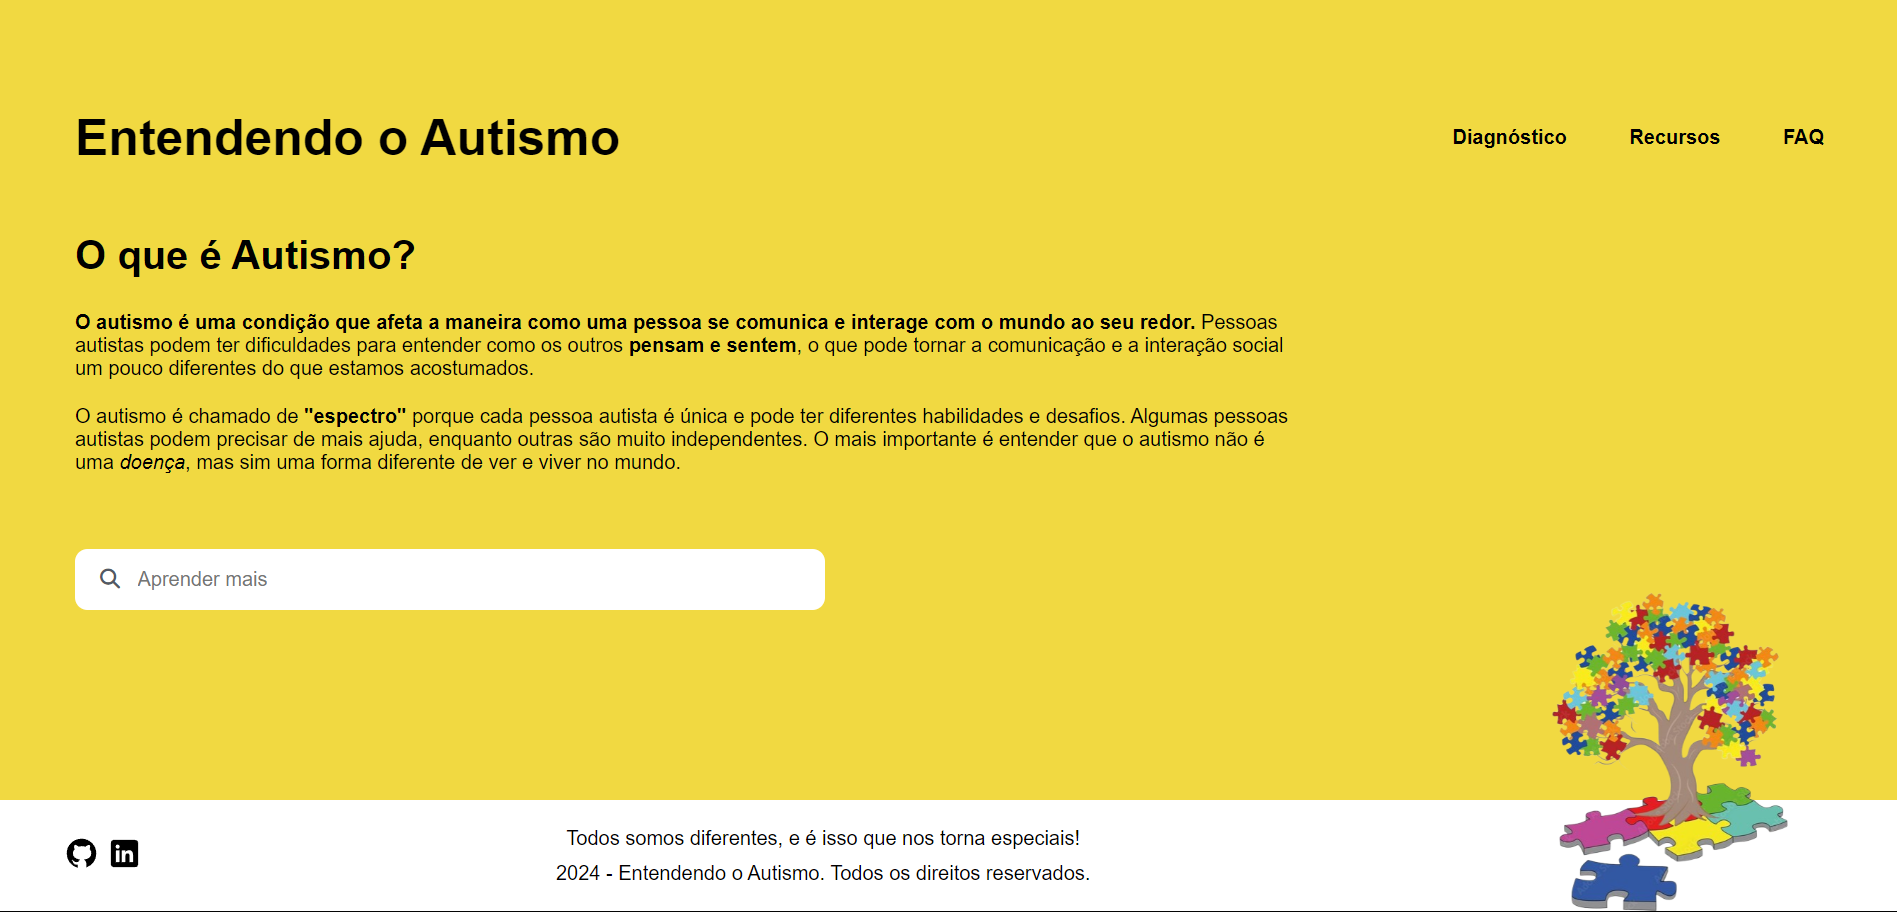 Entendendo o Autismo
Diagnóstico Recursos FAQ
O que é Autismo?
O autismo é uma condição que afeta a maneira como uma pessoa se comunica e interage com o mundo ao seu redor. Pessoas
autistas podem ter dificuldades para entender como os outros pensam e sentem, o que pode tornar a comunicação e a interação social
um pouco diferentes do que estamos acostumados.
O autismo é chamado de "espectro" porque cada pessoa autista é única e pode ter diferentes habilidades e desafios. Algumas pessoas
autistas podem precisar de mais ajuda, enquanto outras são muito independentes. O mais importante é entender que o autismo não é
uma doença, mas sim uma forma diferente de ver e viver no mundo.
Aprender mais
in
Todos somos diferentes, e é isso que nos torna especiais!
2024 - Entendendo o Autismo. Todos os direitos reservados.